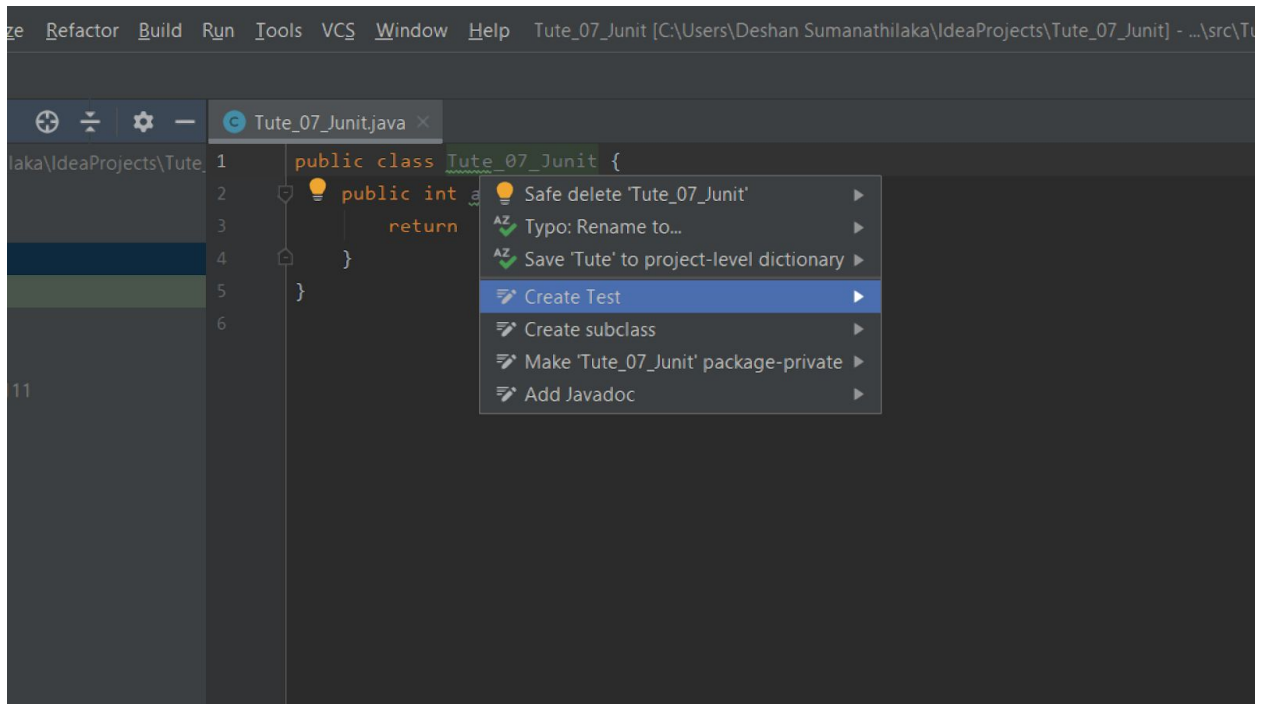 ze Refactor Build Run Tools VCS Window Help Tute_07_Junit [C:\Users\Deshan Sumanathilaka\IdeaProjects\Tute_07_Junit] - ...\src\Tu
Tute_07_Junit.java
laka\IdeaProjects\Tute_
1 public class Tute_07_Junit {
2 public int a
3 return
4 }
5 }
6
111
Safe delete 'Tute_07_Junit'
Typo: Rename to...
Save 'Tute' to project-level dictionary
Create Test
Create subclass
Make 'Tute_07_Junit' package-private
Add Javadoc